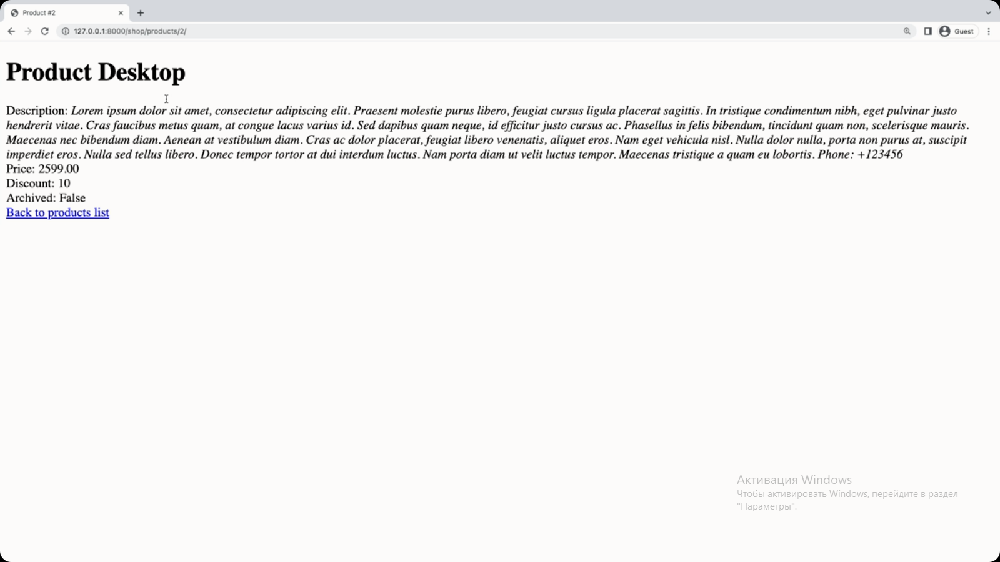 Product #2
127.0.0.1:8000/shop/products/2/
Guest
Product Desktop
Description: Lorem ipsum dolor sit amet, consectetur adipiscing elit. Praesent molestie purus libero, feugiat cursus ligula placerat sagittis. In tristique condimentum nibh, eget pulvinar justo
hendrerit vitae. Cras faucibus metus quam, at congue lacus varius id. Sed dapibus quam neque, id efficitur justo cursus ac. Phasellus in felis bibendum, tincidunt quam non, scelerisque mauris.
Maecenas nec bibendum diam. Aenean at vestibulum diam. Cras ac dolor placerat, feugiat libero venenatis, aliquet eros. Nam eget vehicula nisl. Nulla dolor nulla, porta non purus at, suscipit
imperdiet eros. Nulla sed tellus libero. Donec tempor tortor at dui interdum luctus. Nam porta diam ut velit luctus tempor. Maecenas tristique a quam eu lobortis. Phone: +123456
Price: 2599.00
Discount: 10
Archived: False
Back to products list
Активация Windows
Чтобы активировать Windows, перейдите в раздел
"Параметры".